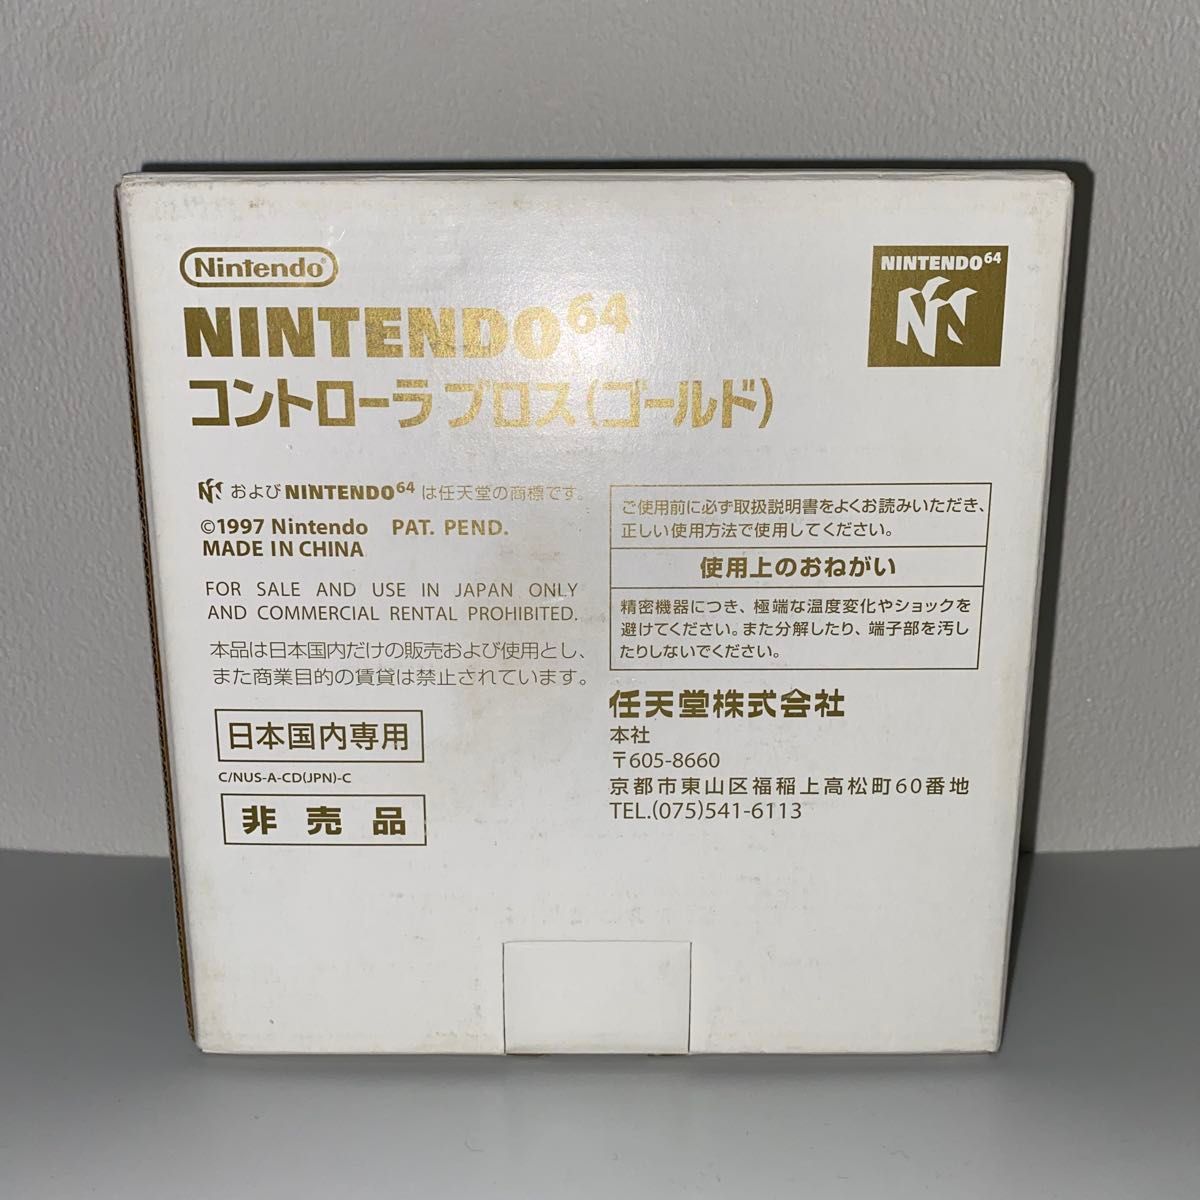 Nintendo®
NINTENDO64
コントローラ ブロス(ゴールド)
NINTENDO64
および NINTENDO64 は任天堂の商標です。
©1997 Nintendo PAT. PEND.
MADE IN CHINA
FOR SALE AND USE IN JAPAN ONLY
AND COMMERCIAL RENTAL PROHIBITED.
本品は日本国内だけの販売および使用とし、
また商業目的の賃貸は禁止されています。
日本国内専用
C/NUS-A-CD(JPN)-C
非売品
ご使用前に必ず取扱説明書をよくお読みいただき、
正しい使用方法で使用してください。
使用上のおねがい
精密機器につき、極端な温度変化やショックを
避けてください。また分解したり、端子部を汚し
たりしないでください。
任天堂株式会社
本社
〒605-8660
京都市東山区福稲上高松町60番地
TEL.(075)541-6113